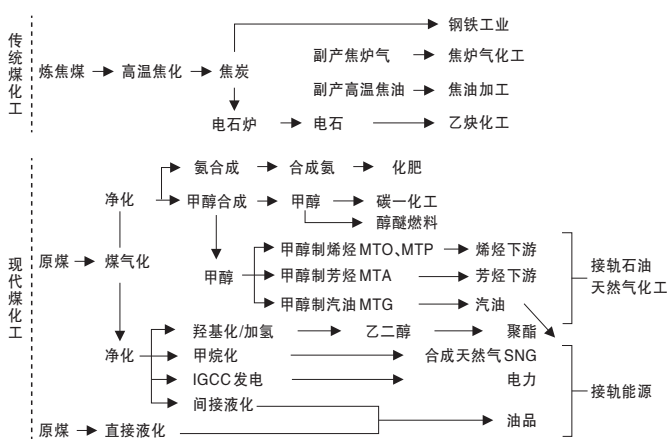 传统煤化工
钢铁工业
副产焦炉气 焦炉气化工
炼焦煤 高温焦化 焦炭
副产高温焦油 焦油加工
电石炉 电石 乙炔化工
现代煤化工
氨合成 合成氨 化肥
净化 甲醇合成 甲醇 碳一化工
醇醚燃料
甲醇制烯烃MTO、MTP 烯烃下游
原煤 煤气化 甲醇 甲醇制芳烃MTA 芳烃下游
接轨石油
天然气化工
甲醇制汽油MTG 汽油
羟基化/加氢 乙二醇 聚酯
净化 甲烷化 合成天然气SNG
IGCC发电 电力
接轨能源
间接液化
油品
原煤 直接液化